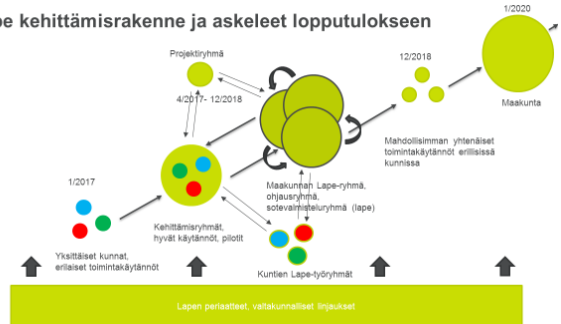 pe kehittämisrakenne ja askeleet lopputulokseen
1/2020
Projektiryhmä
12/2018
4/2017- 12/2018
Maakunta
Mahdollisimman yhtenäiset
toimintakäytännöt erillisissä
kunnissa
1/2017
Maakunnan Lape-ryhmä,
ohjausryhmä,
sotevalmisteluryhmä (lape)
Kehittämisryhmät,
hyvät käytännöt, pilotit
Yksittäiset kunnat,
erilaiset toimintakäytännöt
Kuntien Lape-työryhmät
Lapen periaatteet, valtakunnalliset linjaukset